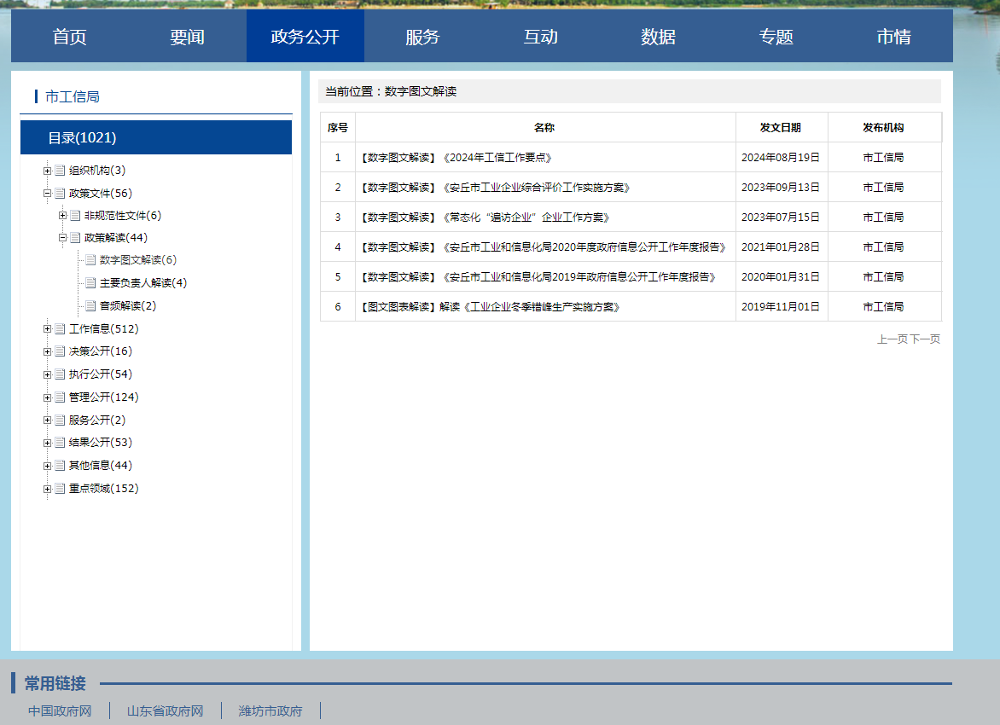 首页 要闻 政务公开 服务 互动 数据 专题 市情
市工信局
目录(1021)
组织机构(3)
政策文件(56)
非规范性文件(6)
政策解读(44)
数字图文解读(6)
主要负责人解读(4)
音频解读(2)
工作信息(512)
决策公开(16)
执行公开(54)
管理公开(124)
服务公开(2)
结果公开(53)
其他信息(44)
重点领域(152)
当前位置：数字图文解读
序号 名称 发文日期 发布机构
1 【数字图文解读】《2024年工信工作要点》 2024年08月19日 市工信局
2 【数字图文解读】《安丘市工业企业综合评价工作实施方案》 2023年09月13日 市工信局
3 【数字图文解读】《常态化“遍访企业”企业工作方案》 2023年07月15日 市工信局
4 【数字图文解读】《安丘市工业和信息化局2020年度政府信息公开工作年度报告》 2021年01月28日 市工信局
5 【数字图文解读】《安丘市工业和信息化局2019年政府信息公开工作年度报告》 2020年01月31日 市工信局
6 【图文图表解读】解读《工业企业冬季错峰生产实施方案》 2019年11月01日 市工信局
上一页 下一页
常用链接
中国政府网 山东省政府网 潍坊市政府